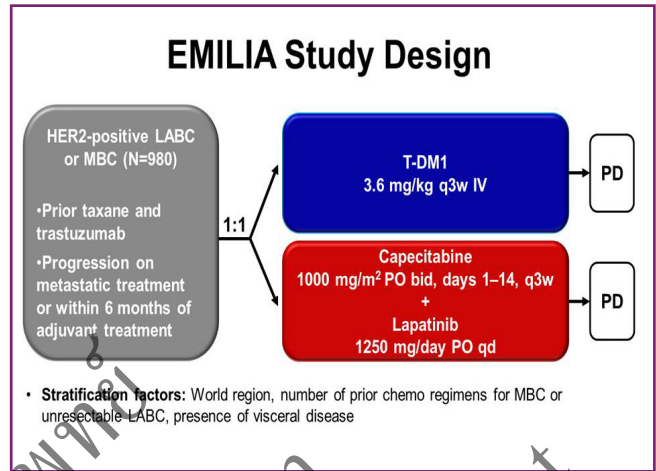 EMILIA Study Design
HER2-positive LABC
or MBC (N=980)
•Prior taxane and
trastuzumab
•Progression on
metastatic treatment
or within 6 months of
adjuvant treatment
1:1
T-DM1
3.6 mg/kg q3w IV
PD
Capecitabine
1000 mg/m² PO bid, days 1–14, q3w
+
Lapatinib
1250 mg/day PO qd
PD
• Stratification factors: World region, number of prior chemo regimens for MBC or
unresectable LABC, presence of visceral disease